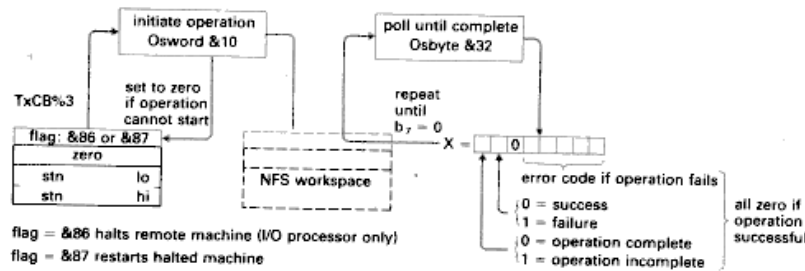 initiate operation
Osword &10
poll until complete
Osbyte &32
TxCB%3
set to zero
if operation
cannot start
repeat
until
b7 = 0
flag: &86 or &87
zero
stn lo
stn hi
NFS workspace
X =
0
error code if operation fails
0 = success
1 = failure
0 = operation complete
1 = operation incomplete
all zero if
operation
successful
flag = &86 halts remote machine (I/O processor only)
flag = &87 restarts halted machine